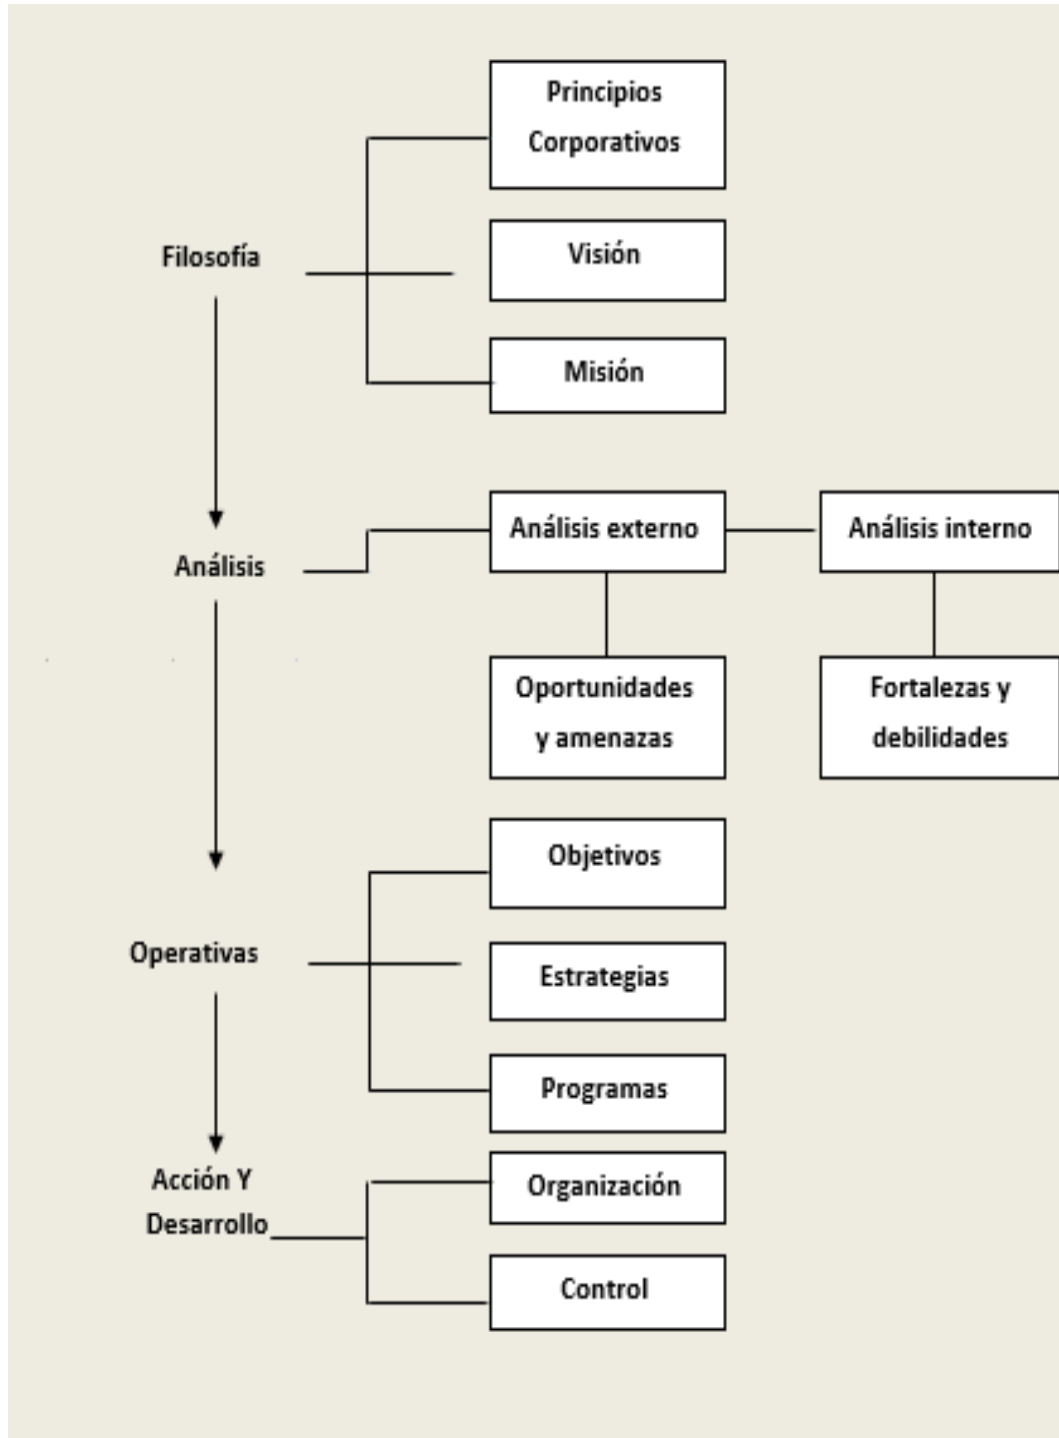 Principios
Corporativos
Filosofía
Visión
Misión
Análisis
Análisis externo
Análisis interno
Oportunidades
y amenazas
Fortalezas y
debilidades
Operativas
Objetivos
Estrategias
Programas
Acción Y
Desarrollo
Organización
Control